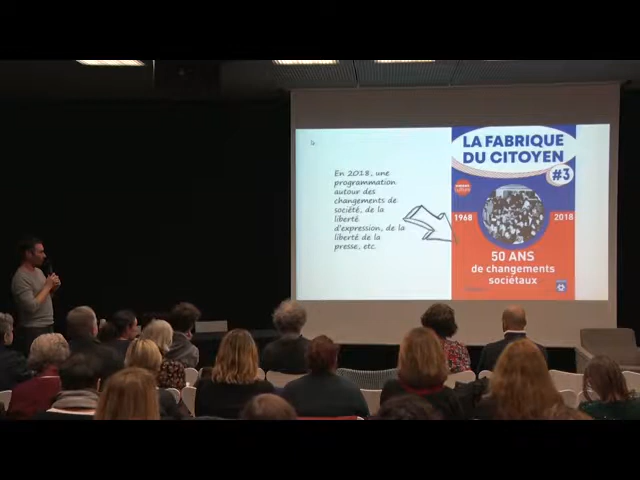 En 2018, une
programmation
autour des
changements de
société, de la
liberté
d'expression, de la
liberté de la
presse, etc.
LA FABRIQUE
DU CITOYEN
#3
1968
2018
50 ANS
de changements
sociétaux